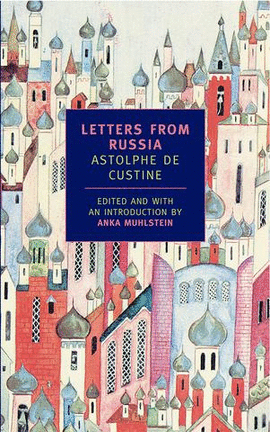 LETTERS FROM
RUSSIA
ASTOLPHE DE
CUSTINE
EDITED AND WITH
AN INTRODUCTION BY
ANKA MUHLSTEIN